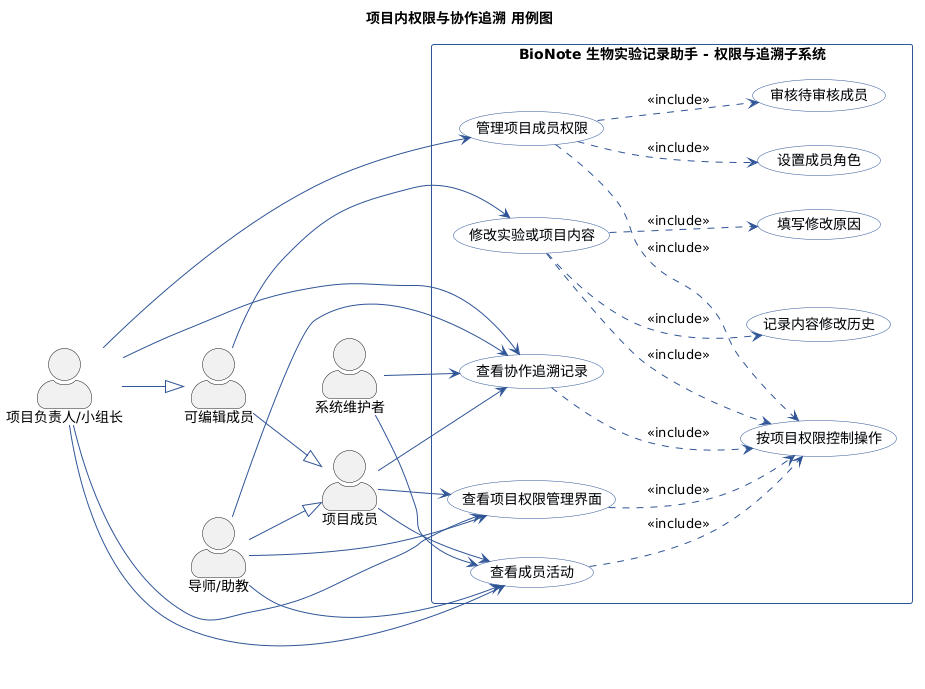 项目内权限与协作追溯 用例图
BioNote 生物实验记录助手 - 权限与追溯子系统
审核待审核成员
«include»
管理项目成员权限
«include»
设置成员角色
«include»
填写修改原因
修改实验或项目内容
«include»
«include»
记录内容修改历史
«include»
查看协作追溯记录
项目负责人/小组长
可编辑成员
系统维护者
«include»
按项目权限控制操作
«include»
查看项目权限管理界面
项目成员
«include»
查看成员活动
导师/助教